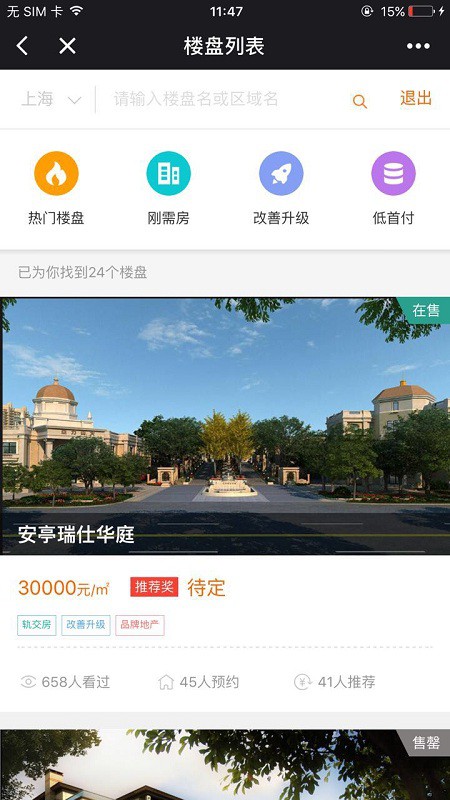 无 SIM 卡 11:47 15%
楼盘列表
上海 请输入楼盘名或区域名 退出
热门楼盘 刚需房 改善升级 低首付
已为你找到24个楼盘
在售
安亭瑞仕华庭
30000元/㎡ 推荐奖 待定
轨交房 改善升级 品牌地产
658人看过 45人预约 41人推荐
售罄